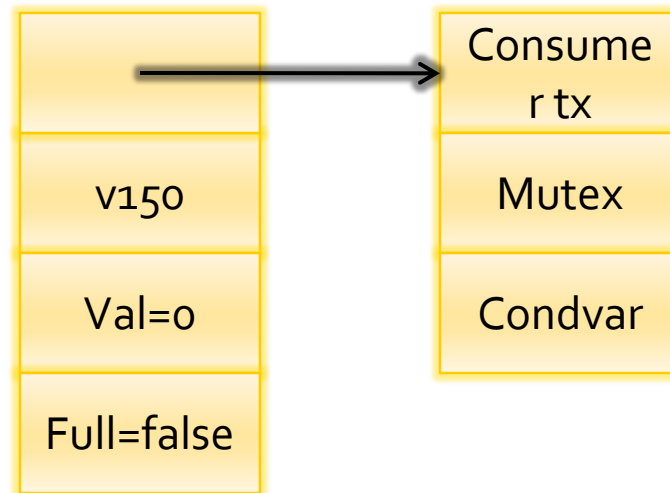 Consume
r tx
v150
Mutex
Val=0
Condvar
Full=false